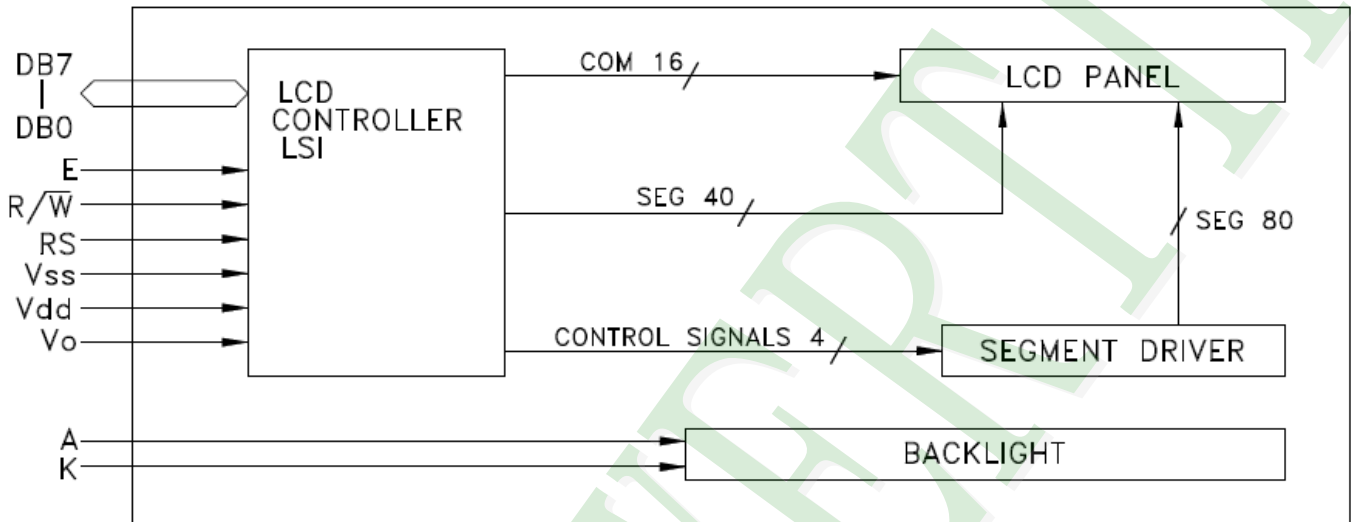 DB7
DB0
E
R/W̅
RS
Vss
Vdd
Vo
A
K
LCD
CONTROLLER
LSI
COM 16
SEG 40
CONTROL SIGNALS 4
LCD PANEL
SEG 80
SEGMENT DRIVER
BACKLIGHT